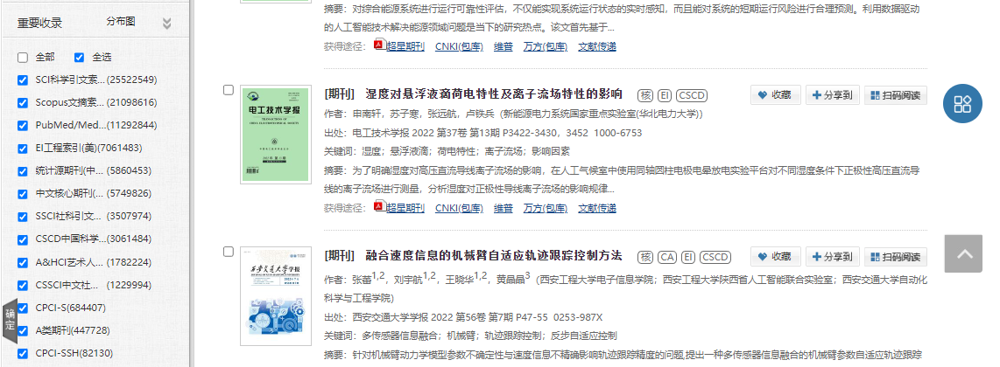 重要收录 分布图
全部 全选
SCI科学引文索...(25522549)
Scopus文摘索...(21098616)
PubMed/Med...(11292844)
EI工程索引(美)(7061483)
统计源期刊(中...(5860453)
中文核心期刊(...(5749826)
SSCI社科引文...(3507974)
CSCD中国科学...(3061484)
A&HCI艺术人...(1782224)
CSSCI中文社...(1229994)
CPCI-S(684407)
A类期刊(447728)
CPCI-SSH(82130)
确
定
摘要：对综合能源系统进行运行可靠性评估，不仅能实现系统运行状态的实时感知，而且能对系统的短期运行风险进行合理预测。利用数据驱动
的人工智能技术解决能源领域问题是当下的研究热点。该文首先基于...
获得途径： 超星期刊 CNKI(包库) 维普 万方(包库) 文献传递
电工技术学报
[期刊] 湿度对悬浮液滴荷电特性及离子流场特性的影响 核 EI CSCD 收藏 分享到 扫码阅读
作者：申南轩，苏子寒，张远航，卢铁兵（新能源电力系统国家重点实验室(华北电力大学)）
出处：电工技术学报 2022 第37卷 第13期 P3422-3430，3452 1000-6753
关键词：湿度；悬浮液滴；荷电特性；离子流场；影响因素
摘要：为了明确湿度对高压直流导线离子流场的影响，在人工气候室中使用同轴圆柱电极电晕放电实验平台对不同湿度条件下正极性高压直流导
线的离子流场进行测量，分析湿度对正极性导线离子流场的影响规律...
获得途径： 超星期刊 CNKI(包库) 维普 万方(包库) 文献传递
西安交通大学学报
[期刊] 融合速度信息的机械臂自适应轨迹跟踪控制方法 核 CA EI CSCD 收藏 分享到 扫码阅读
作者：张蕾1,2，刘宇航1,2，王晓华1,2，黄晶晶3（西安工程大学电子信息学院；西安工程大学陕西省人工智能联合实验室；西安交通大学自动化
科学与工程学院）
出处：西安交通大学学报 2022 第56卷 第7期 P47-55 0253-987X
关键词：多传感器信息融合；机械臂；轨迹跟踪控制；反步自适应控制
摘要：针对机械臂动力学模型参数不确定性与速度信息不精确影响轨迹跟踪精度的问题,提出一种多传感器信息融合的机械臂参数自适应轨迹跟踪